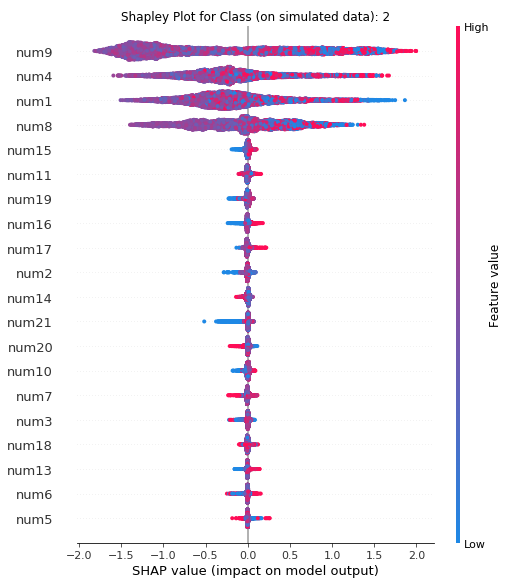 Shapley Plot for Class (on simulated data): 2
High
num9
num4
num1
num8
num15
num11
num19
num16
num17
num2
num14
num21
num20
num10
num7
num3
num18
num13
num6
num5
Feature value
Low
−2.0 −1.5 −1.0 −0.5 0.0 0.5 1.0 1.5 2.0
SHAP value (impact on model output)